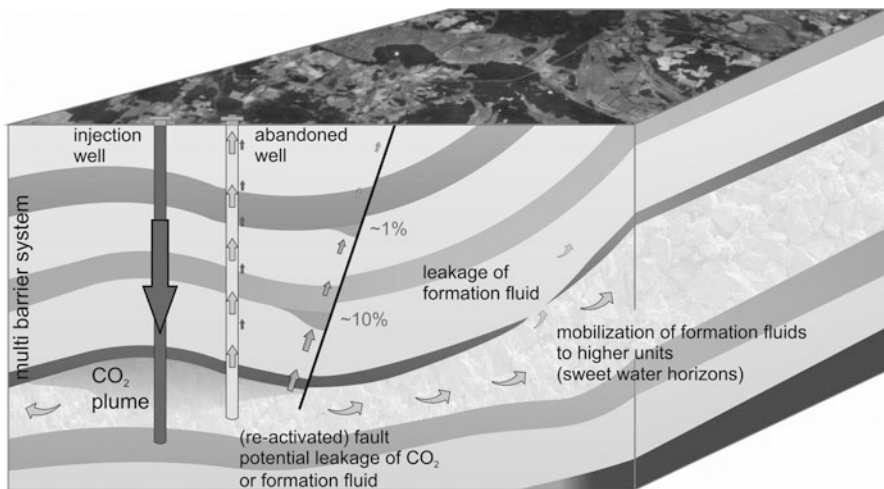 injection
well
abandoned
well
multi barrier system
~1%
~10%
leakage of
formation fluid
mobilization of formation fluids
to higher units
(sweet water horizons)
CO₂
plume
(re-activated) fault
potential leakage of CO₂
or formation fluid